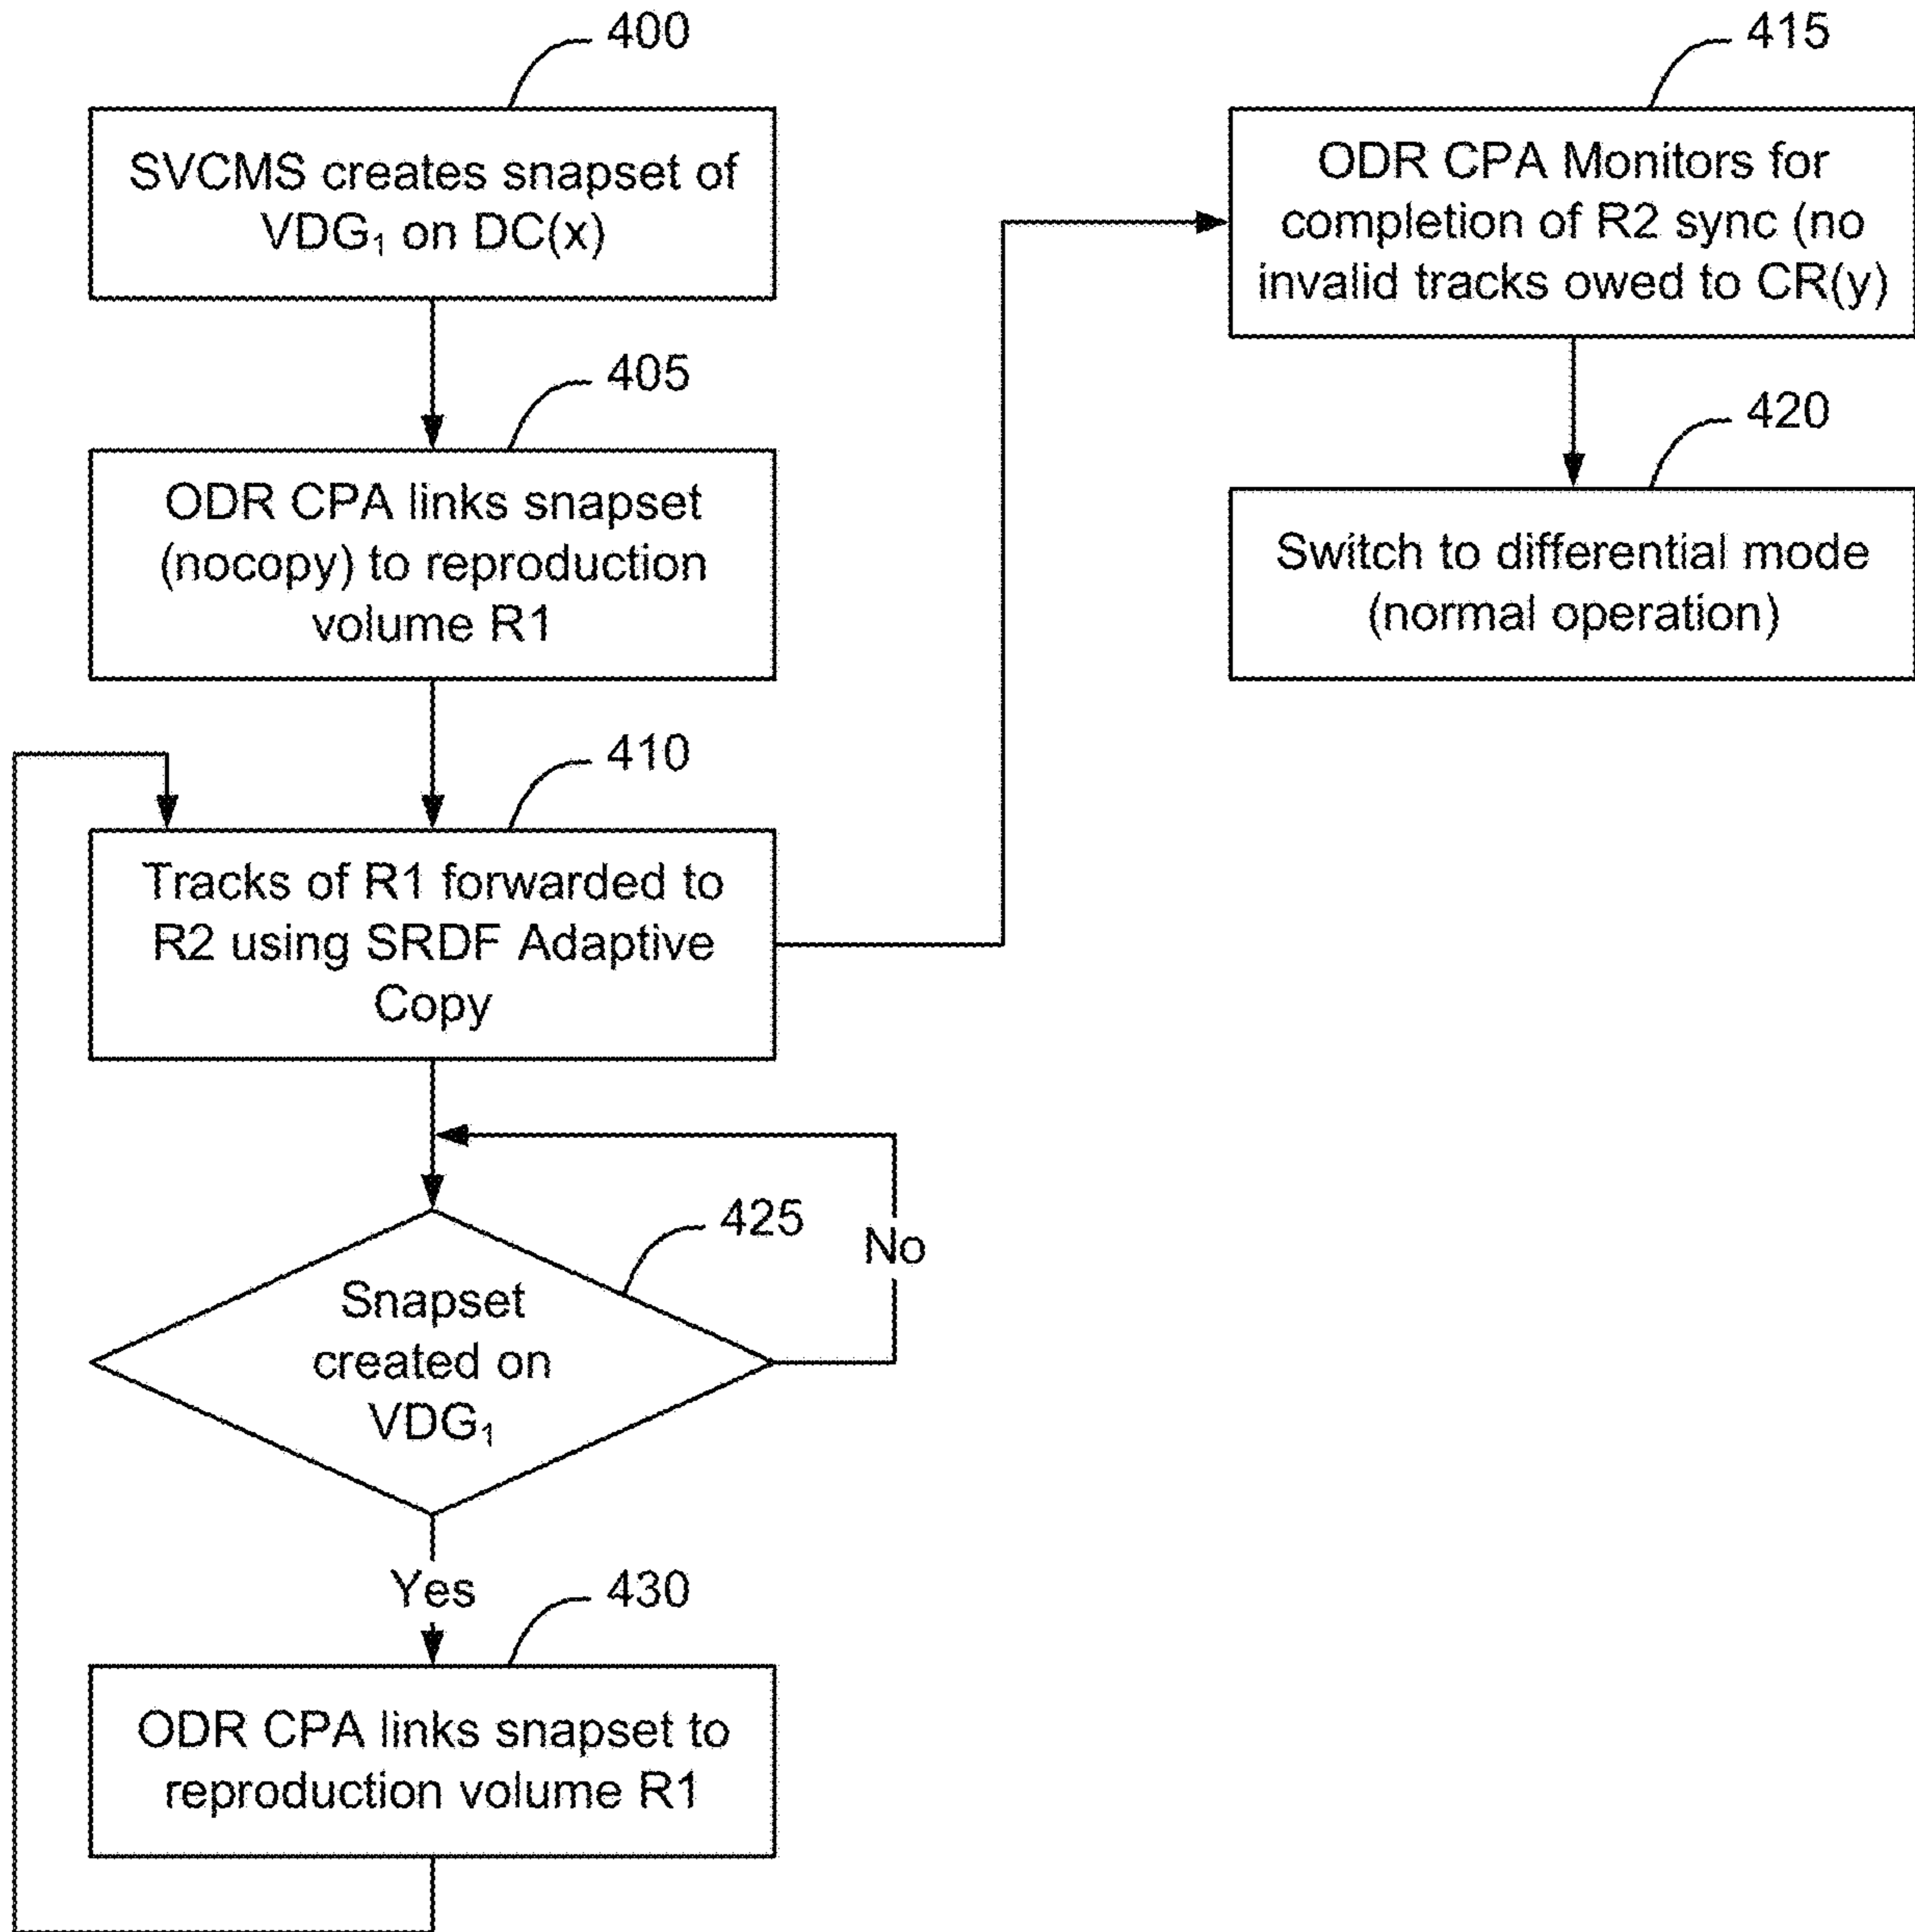 400
SVCMS creates snapset of
VDG₁ on DC(x)
405
ODR CPA links snapset
(nocopy) to reproduction
volume R1
410
Tracks of R1 forwarded to
R2 using SRDF Adaptive
Copy
425
No
Snapset
created on
VDG₁
Yes
430
ODR CPA links snapset to
reproduction volume R1
415
ODR CPA Monitors for
completion of R2 sync (no
invalid tracks owed to CR(y)
420
Switch to differential mode
(normal operation)